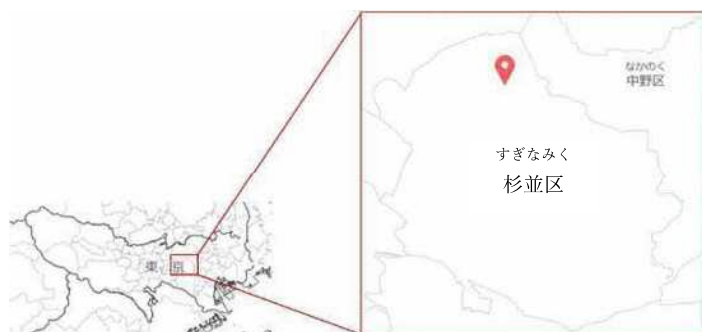 なかのく
中野区
すぎなみく
杉並区
東京